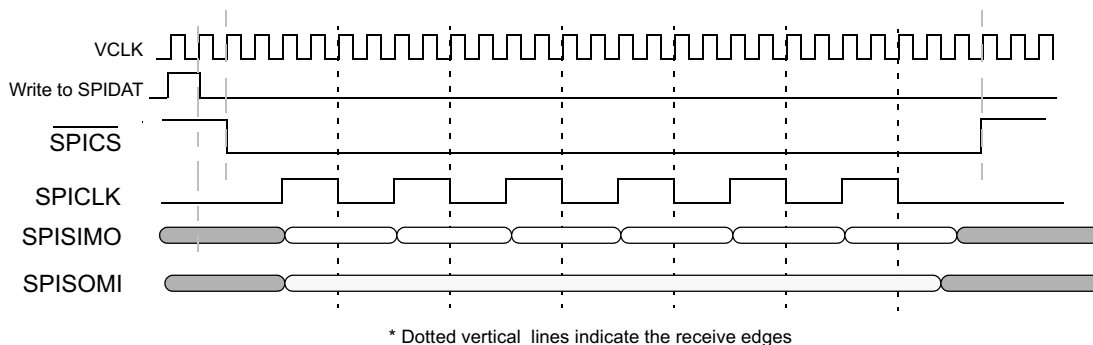 VCLK
Write to SPIDAT
SPICS
SPICLK
SPISIMO
SPISOMI
* Dotted vertical lines indicate the receive edges